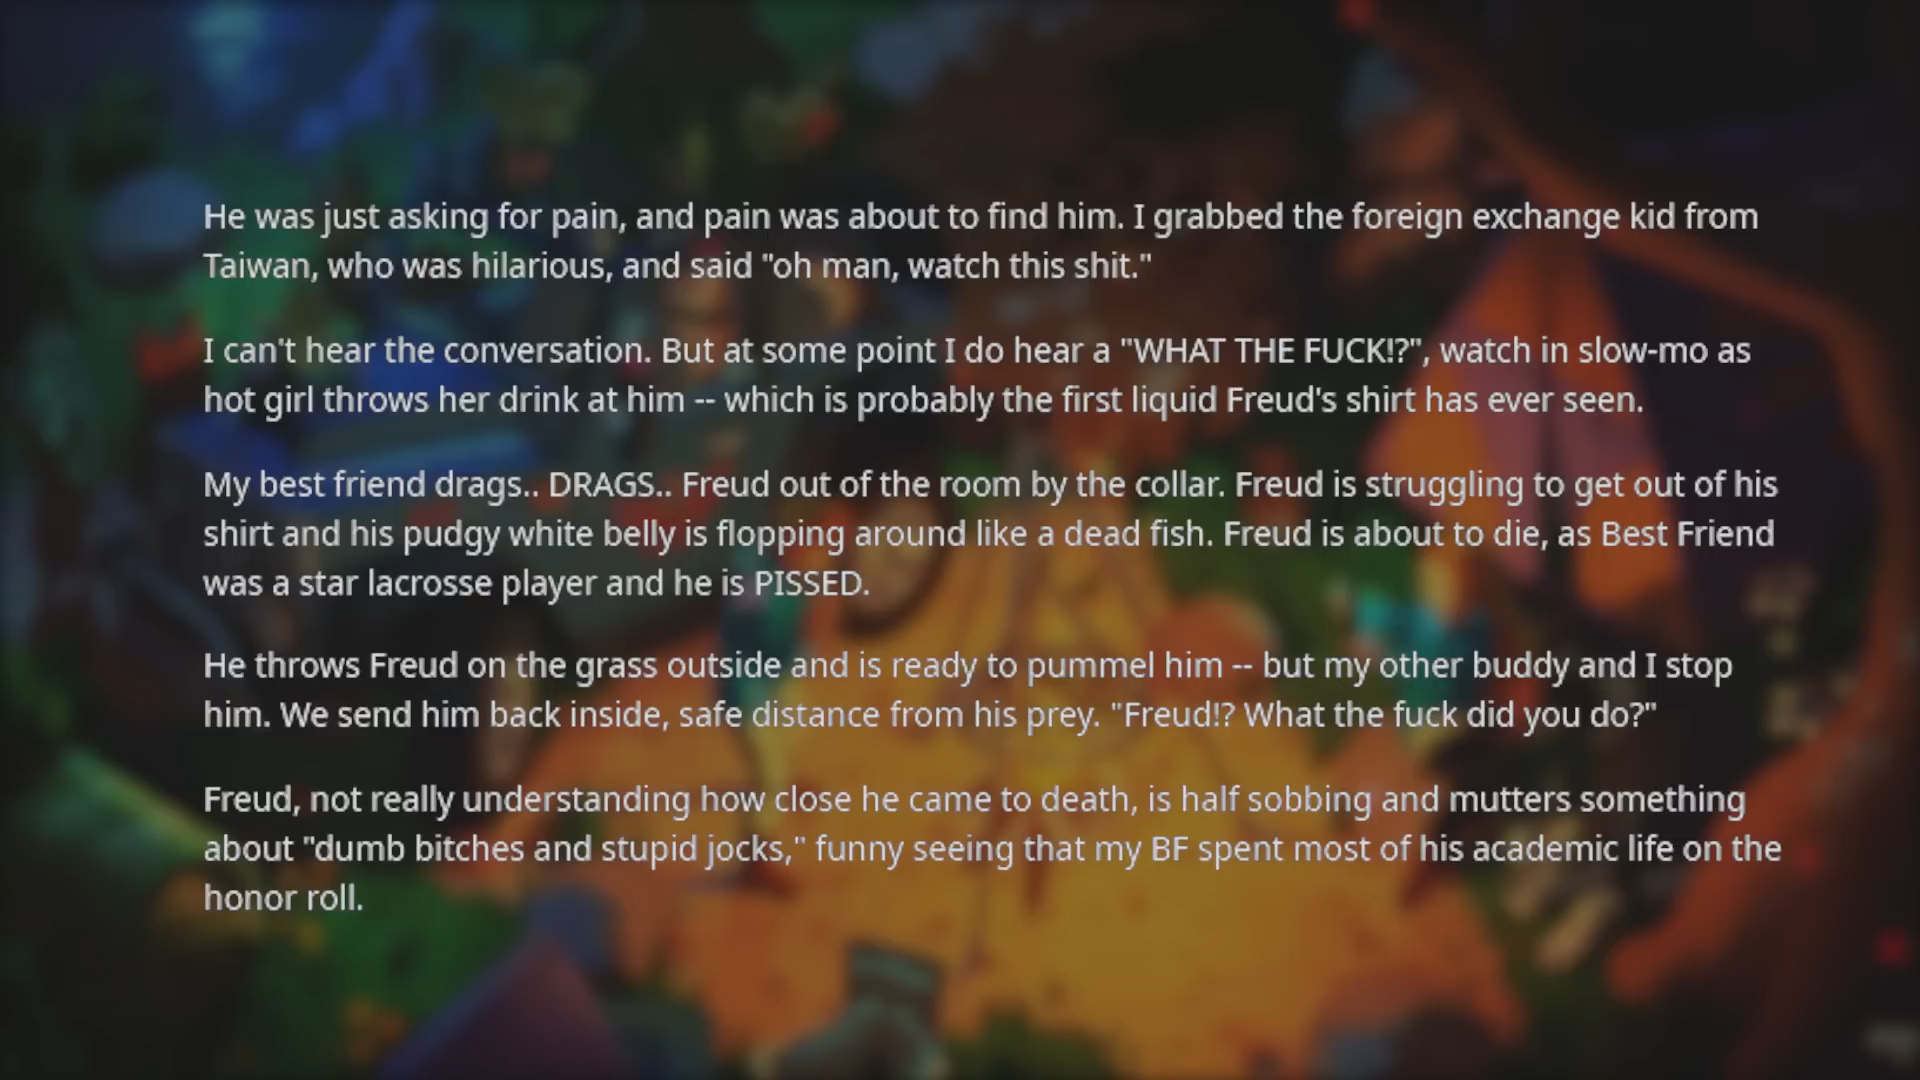 He was just asking for pain, and pain was about to find him. I grabbed the foreign exchange kid from
Taiwan, who was hilarious, and said "oh man, watch this shit."
I can't hear the conversation. But at some point I do hear a "WHAT THE FUCK!?", watch in slow-mo as
hot girl throws her drink at him -- which is probably the first liquid Freud's shirt has ever seen.
My best friend drags.. DRAGS.. Freud out of the room by the collar. Freud is struggling to get out of his
shirt and his pudgy white belly is flopping around like a dead fish. Freud is about to die, as Best Friend
was a star lacrosse player and he is PISSED.
He throws Freud on the grass outside and is ready to pummel him -- but my other buddy and I stop
him. We send him back inside, safe distance from his prey. "Freud!? What the fuck did you do?"
Freud, not really understanding how close he came to death, is half sobbing and mutters something
about "dumb bitches and stupid jocks," funny seeing that my BF spent most of his academic life on the
honor roll.